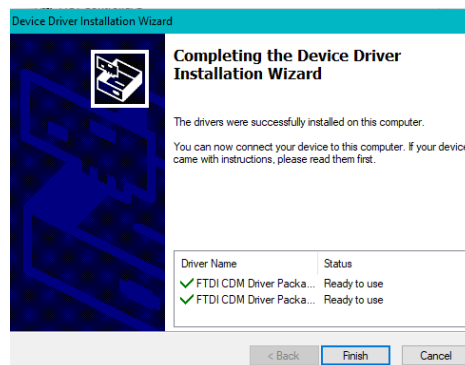 Device Driver Installation Wizard
Completing the Device Driver
Installation Wizard
The drivers were successfully installed on this computer.
You can now connect your device to this computer. If your device
came with instructions, please read them first.
Driver Name Status
FTDI CDM Driver Packa... Ready to use
FTDI CDM Driver Packa... Ready to use
< Back Finish Cancel